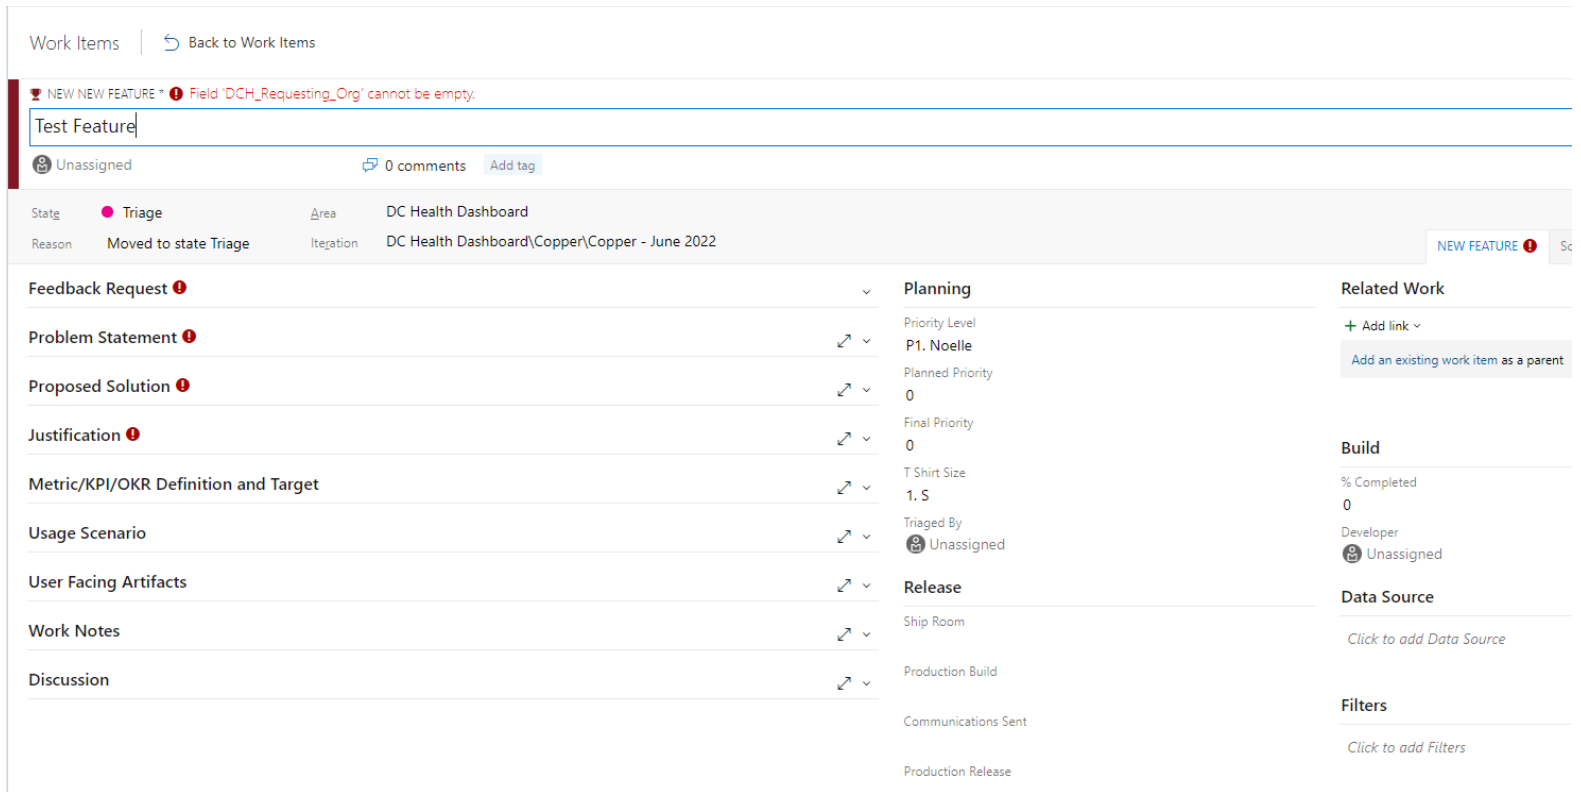 Work Items
Back to Work Items
NEW NEW FEATURE * Field 'DCH_Requesting_Org' cannot be empty.
Test Feature
Unassigned
0 comments
Add tag
State
Triage
Area
DC Health Dashboard
Reason
Moved to state Triage
Iteration
DC Health Dashboard\Copper\Copper - June 2022
NEW FEATURE
Feedback Request
Problem Statement
Proposed Solution
Justification
Metric/KPI/OKR Definition and Target
Usage Scenario
User Facing Artifacts
Work Notes
Discussion
Planning
Priority Level
P1. Noelle
Planned Priority
0
Final Priority
0
T Shirt Size
1. S
Triaged By
Unassigned
Release
Ship Room
Production Build
Communications Sent
Production Release
Related Work
Add link
Add an existing work item as a parent
Build
% Completed
0
Developer
Unassigned
Data Source
Click to add Data Source
Filters
Click to add Filters